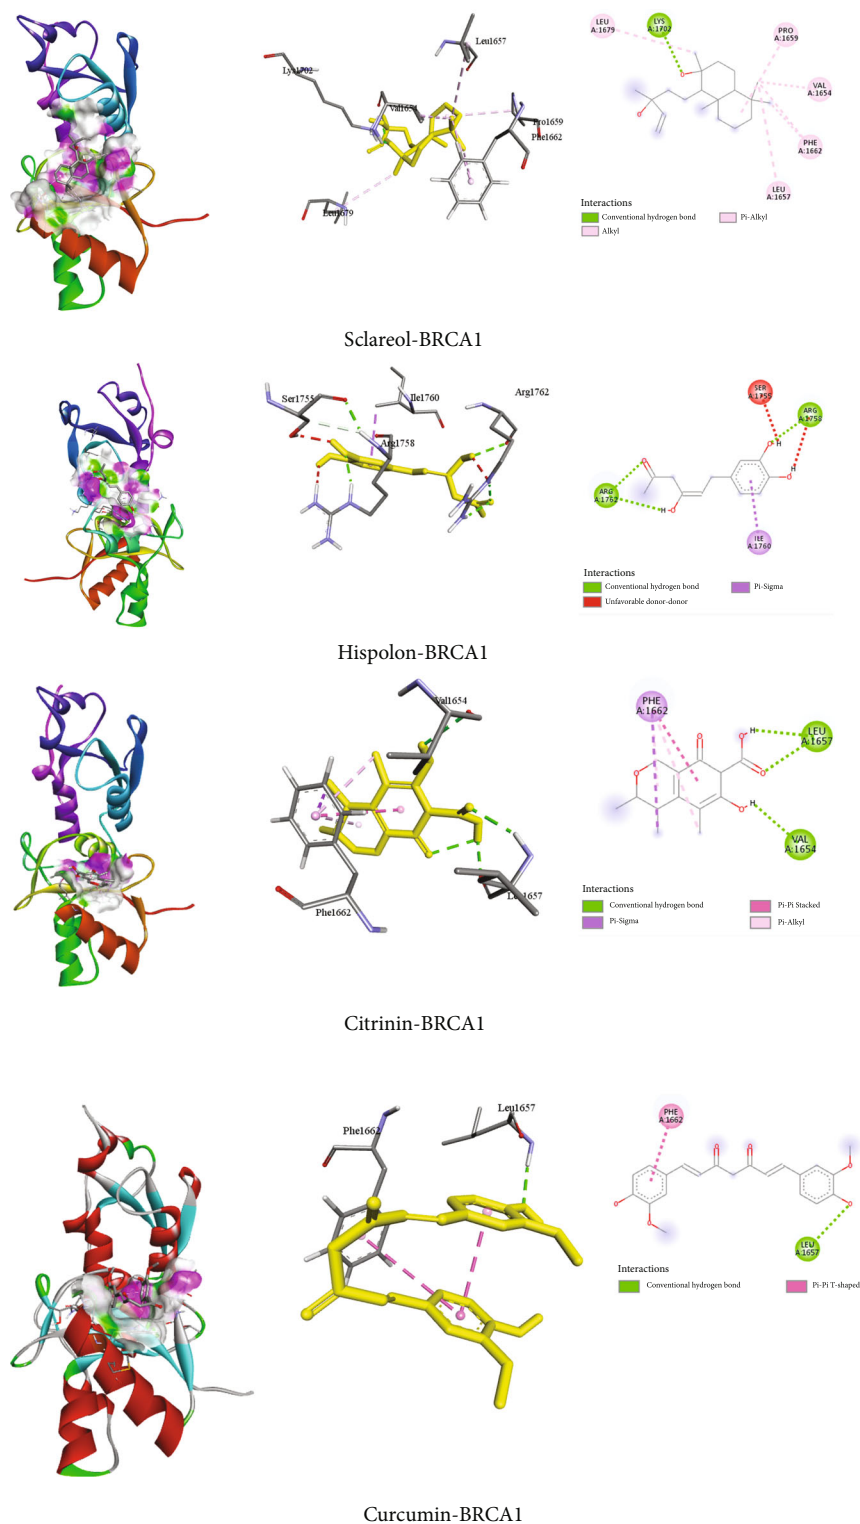 Leu1657
Lys1702
Val1654
Pro1659
Phe1662
Leu1679
LEU
A:1679
LYS
A:1702
PRO
A:1659
VAL
A:1654
PHE
A:1662
LEU
A:1657
Interactions
Conventional hydrogen bond
Pi-Alkyl
Alkyl
Sclareol-BRCA1
Ser1755
Ile1760
Arg1762
Arg1758
SER
A:1755
ARG
A:1758
ARG
ILE
A:1760
H
H
H
O
O
O
O
Interactions
Conventional hydrogen bond
Pi-Sigma
Unfavorable donor-donor
Hispolon-BRCA1
Val1654
Phe1662
PHE
A:1662
LEU
A:1657
VAL
A:1654
O
O
H
O
O
O
H
Interactions
Conventional hydrogen bond
Pi-Pi Stacked
Pi-Sigma
Pi-Alkyl
Citrinin-BRCA1
Phe1662
Leu1657
PHE
A:1662
LEU
A:1657
O
O
O
O
O
O
Interactions
Conventional hydrogen bond
Pi-Pi T-shaped
Curcumin-BRCA1